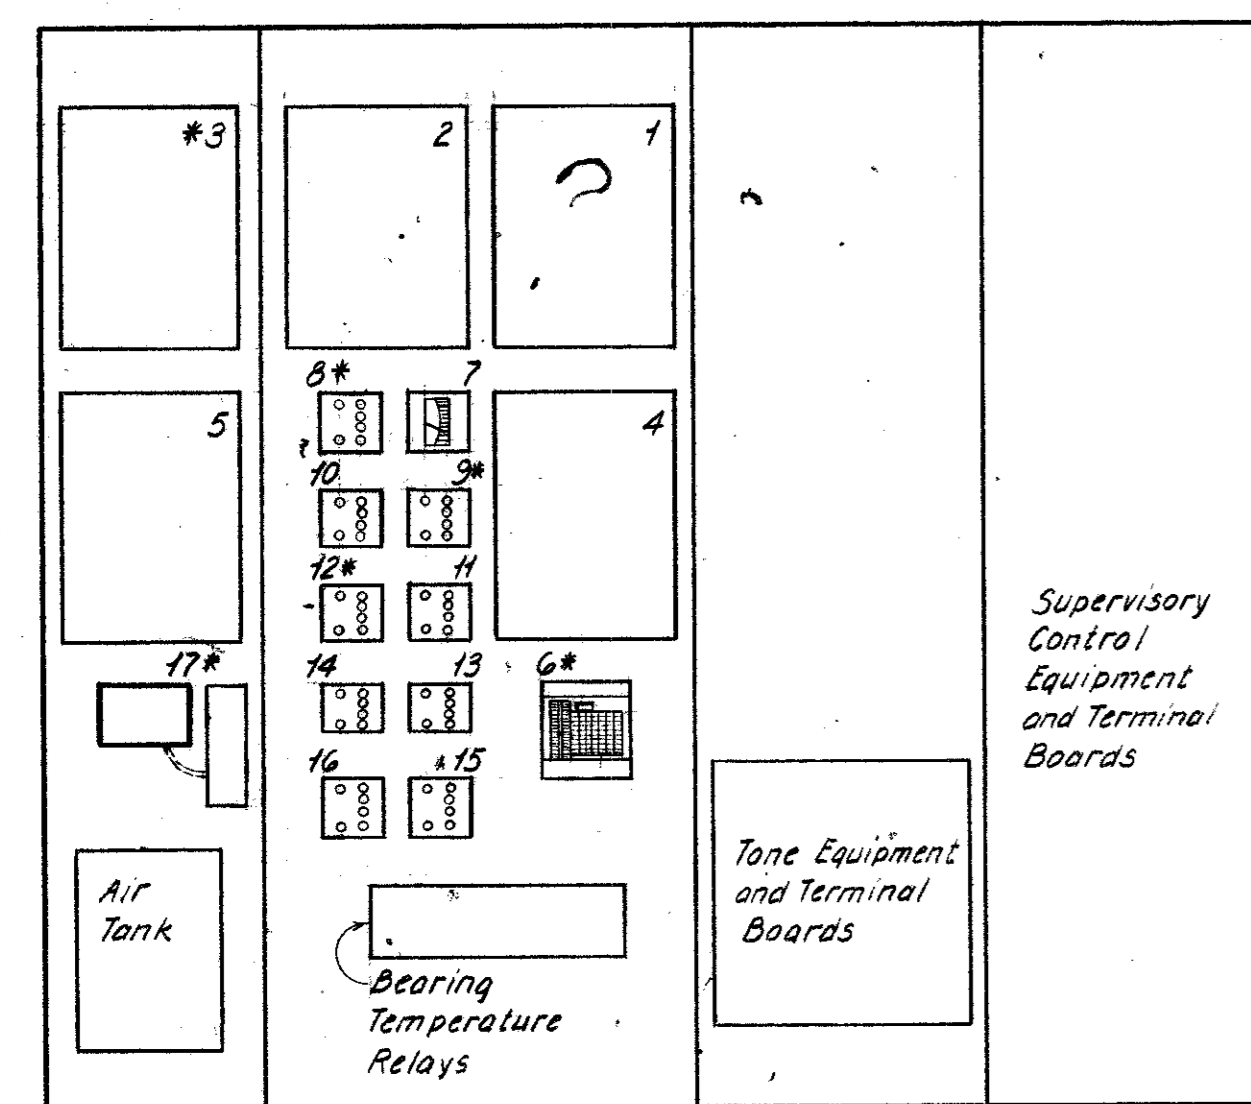 *3
2
1
8*
7
5
4
10
9*
12*
11
17*
14
13
6*
16
*15
Supervisory
Control
Equipment
and Terminal
Boards
Air
Tank
Bearing
Temperature
Relays
Tone Equipment
and Terminal
Boards